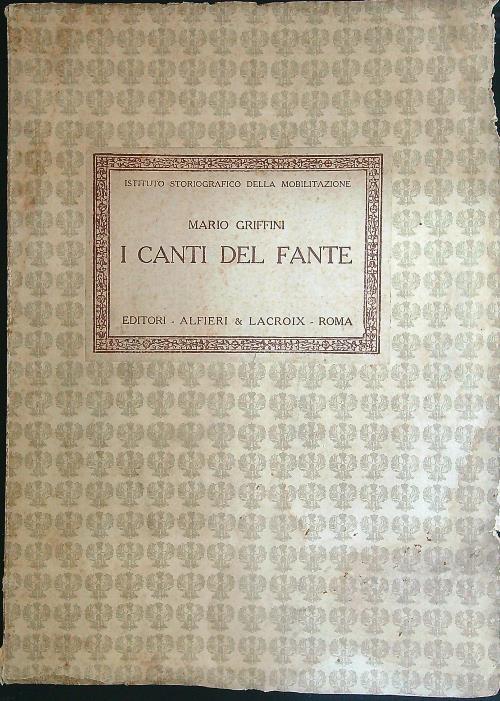 ISTITUTO STORIOGRAFICO DELLA MOBILITAZIONE
MARIO GRIFFINI
I CANTI DEL FANTE
EDITORI - ALFIERI & LACROIX - ROMA